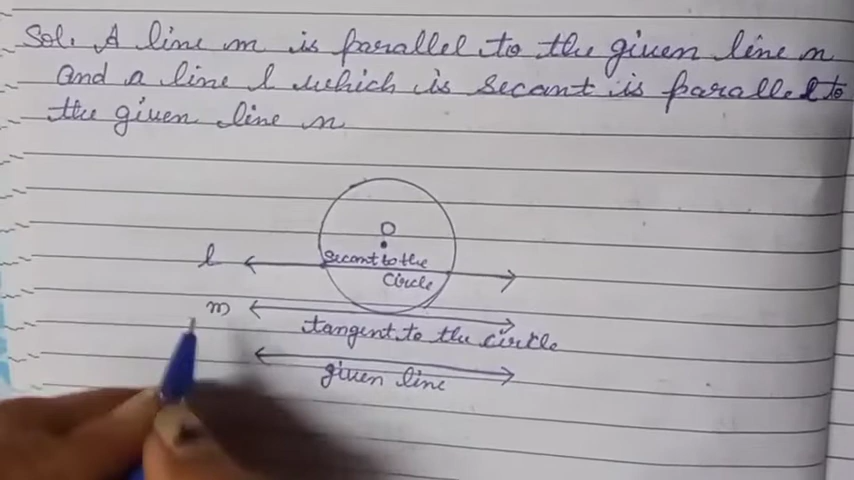 Sol. A line m is parallel to the given line n
and a line l which is secant is parallel to
the given line n
O
l
secant to the
circle
m
tangent to the circle
given line